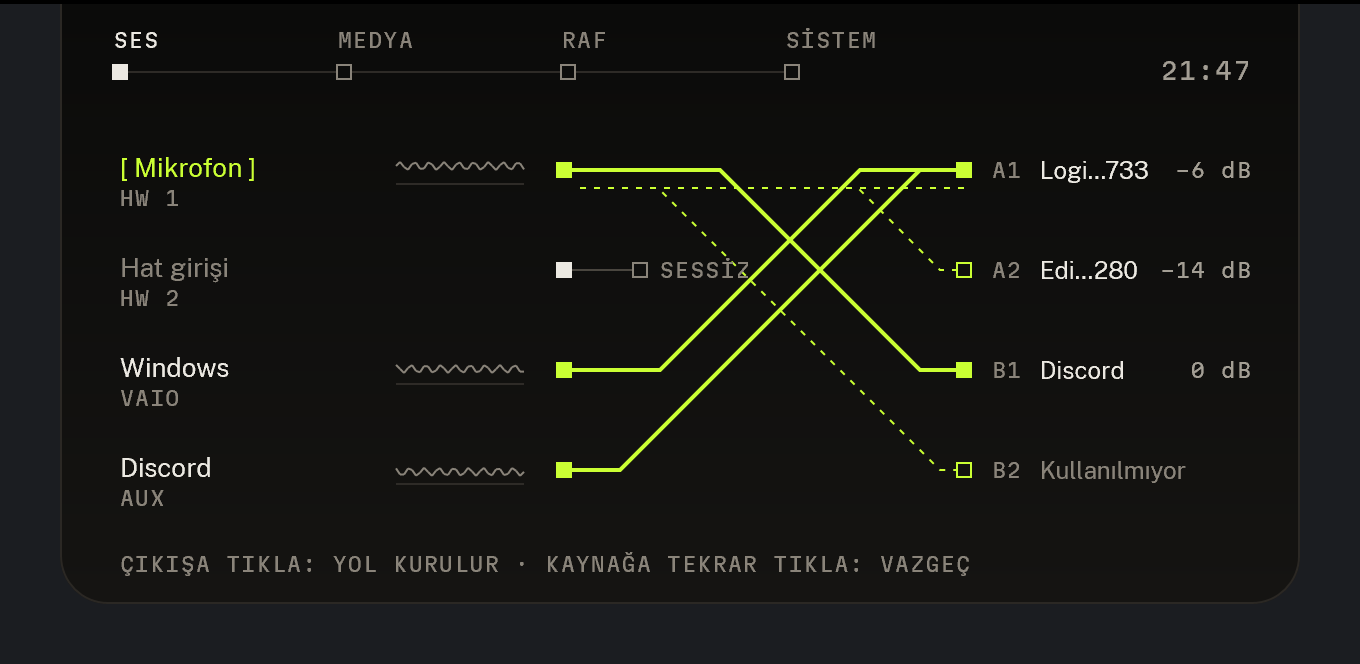 SES MEDYA RAF SİSTEM
21:47
[ Mikrofon ] A1 Logi...733 −6 dB
HW 1
Hat girişi SESSİZ A2 Edi...280 −14 dB
HW 2
Windows B1 Discord 0 dB
VAIO
Discord B2 Kullanılmıyor
AUX
ÇIKIŞA TIKLA: YOL KURULUR · KAYNAĞA TEKRAR TIKLA: VAZGEÇ